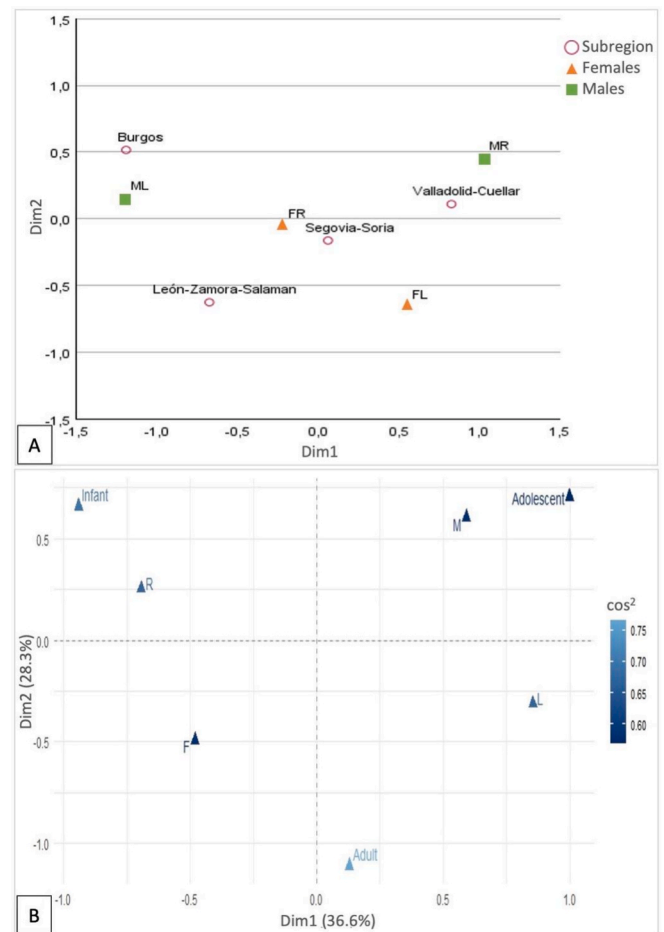 1,5
Subregion
Females
Males
1,0
Burgos
0,5
MR
ML
Valladolid-Cuellar
FR
0,0
Segovia-Soria
Dim2
León-Zamora-Salaman
FL
-0,5
-1,0
-1,5
-1,5 -1,0 -0,5 0,0 0,5 1,0 1,5
Dim1
A
Infant
Adolescent
M
0.5
R
cos2
0.75
0.70
0.65
0.60
0.0
Dim2 (28.3%)
L
F
-0.5
Adult
-1.0
-1.0 -0.5 0.0 0.5 1.0
Dim1 (36.6%)
B